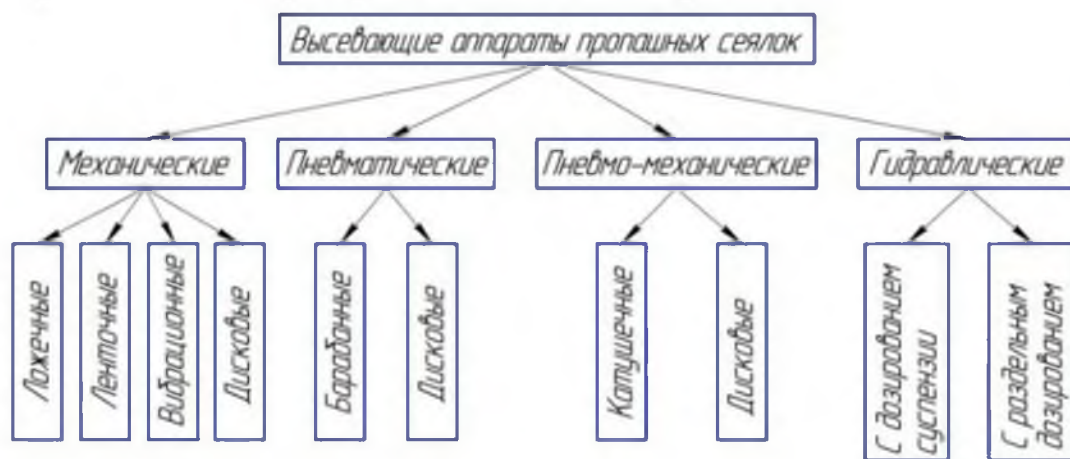 Высевающие аппараты пропашных сеялок
Механические
Пневматические
Пневмо-механические
Гидравлические
Ложечные
Ленточные
Вибрационные
Дисковые
Барабанные
Дисковые
Катушечные
Дисковые
С дозированием
суспензии
С раздельным
дозированием